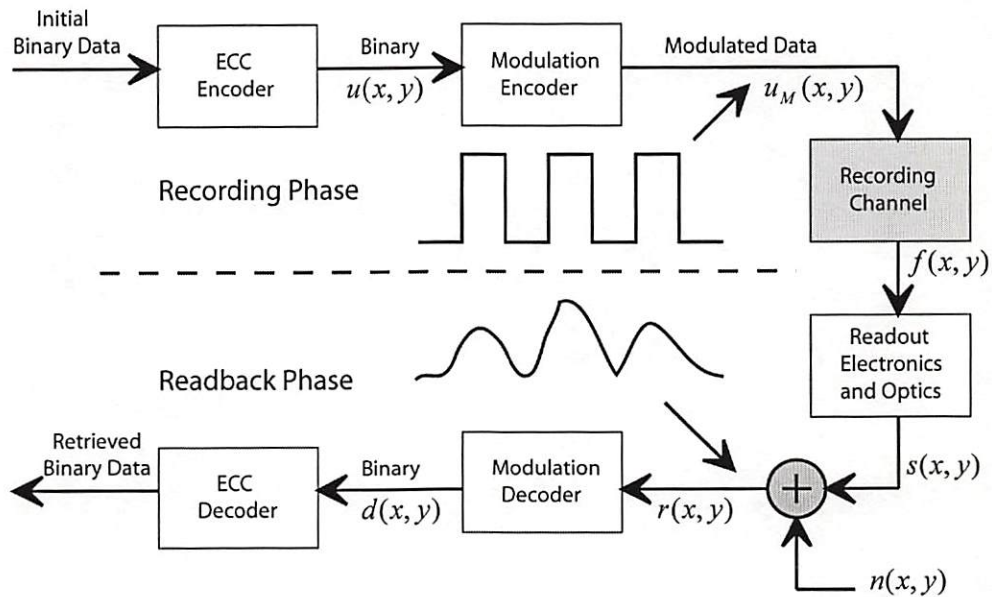 Initial
Binary Data
ECC
Encoder
Binary
u(x, y)
Modulation
Encoder
Modulated Data
u_M(x, y)
Recording Phase
Recording
Channel
f(x, y)
Readback Phase
Readout
Electronics
and Optics
Retrieved
Binary Data
ECC
Decoder
Binary
d(x, y)
Modulation
Decoder
r(x, y)
+
s(x, y)
n(x, y)